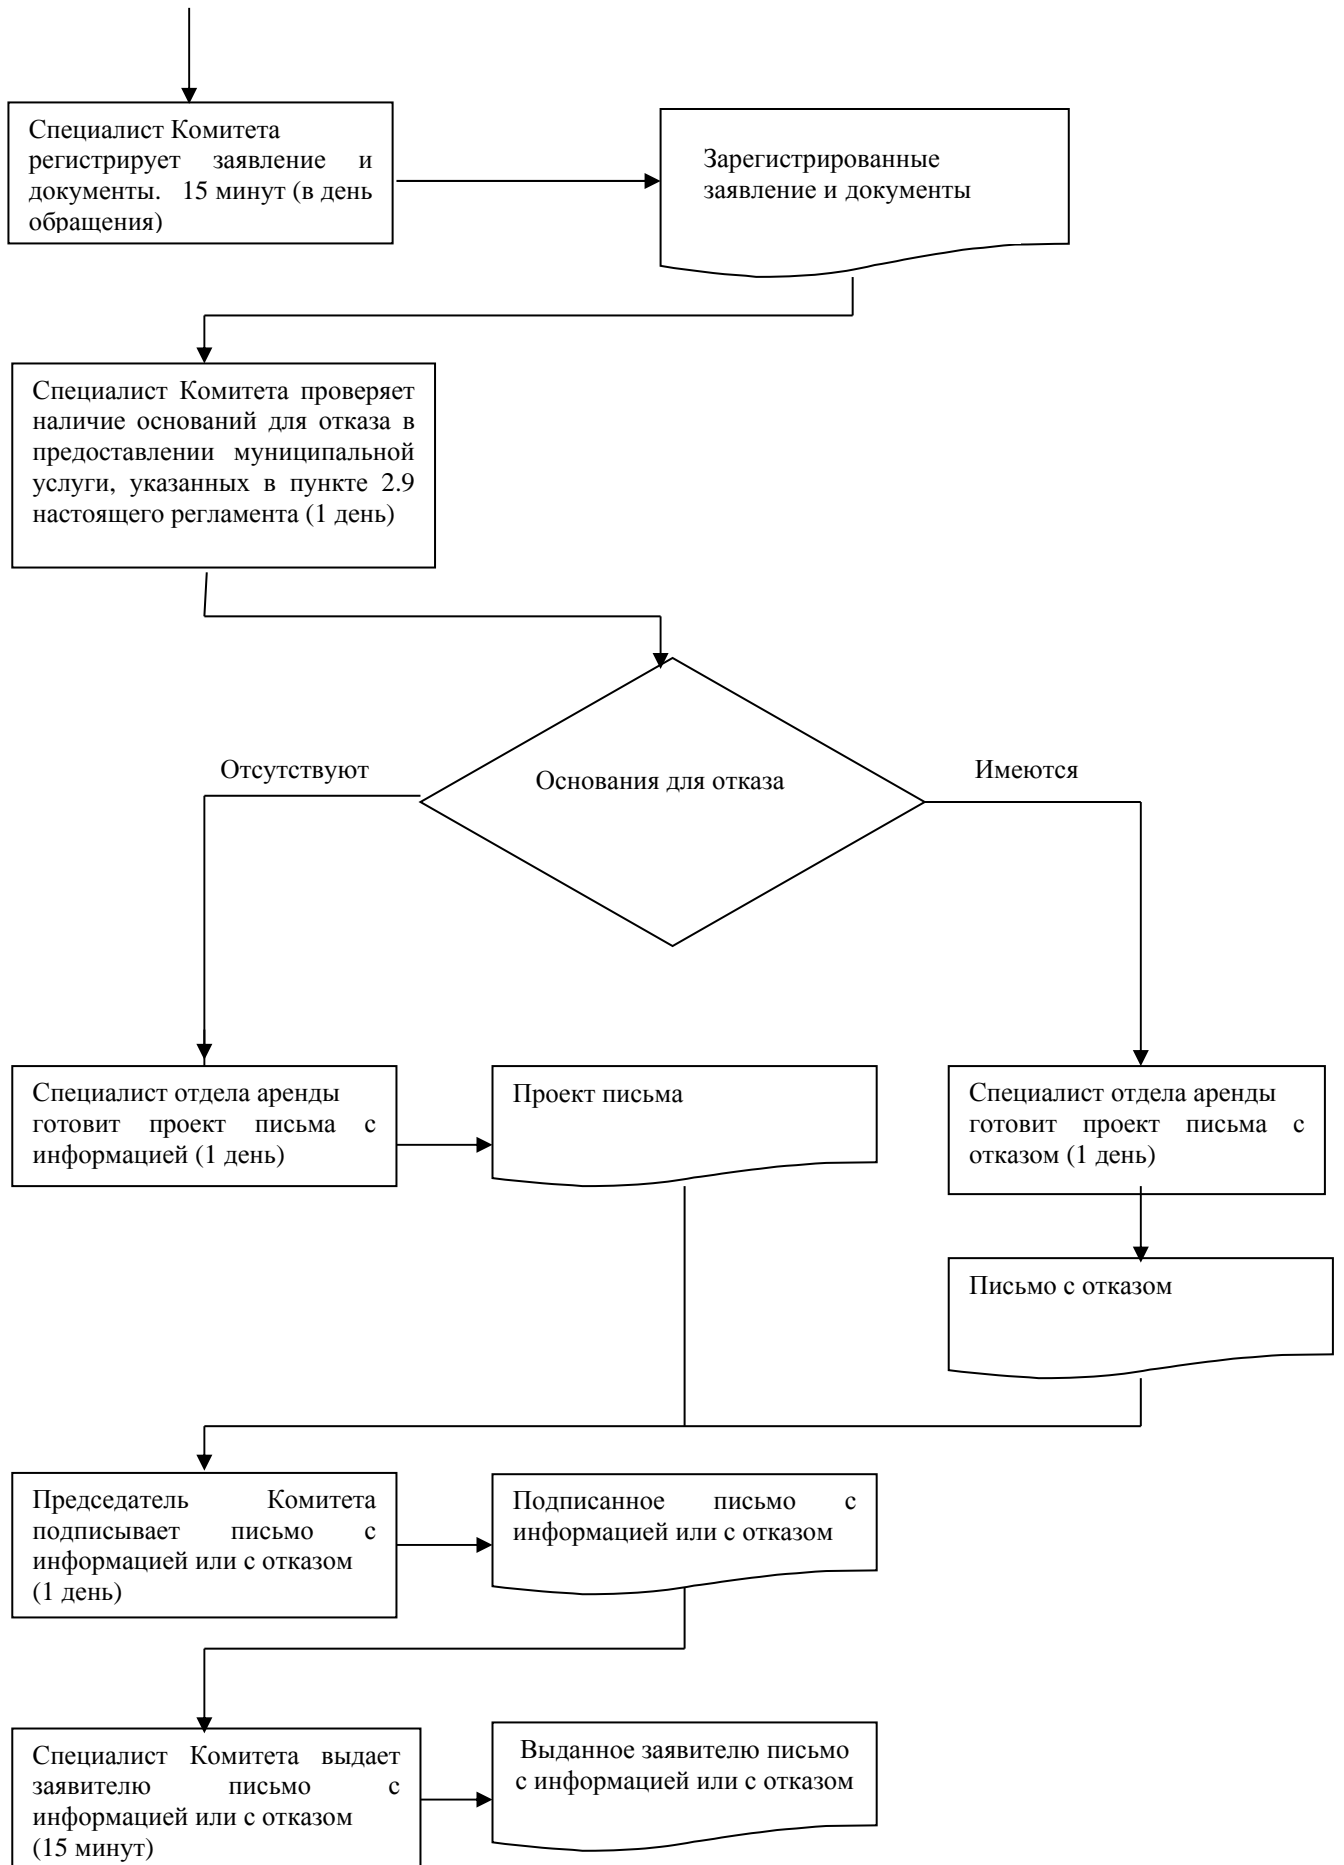 Специалист Комитета
регистрирует заявление и
документы. 15 минут (в день
обращения)
Зарегистрированные
заявление и документы
Специалист Комитета проверяет
наличие оснований для отказа в
предоставлении муниципальной
услуги, указанных в пункте 2.9
настоящего регламента (1 день)
Отсутствуют
Основания для отказа
Имеются
Специалист отдела аренды
готовит проект письма с
информацией (1 день)
Проект письма
Специалист отдела аренды
готовит проект письма с
отказом (1 день)
Письмо с отказом
Председатель Комитета
подписывает письмо с
информацией или с отказом
(1 день)
Подписанное письмо с
информацией или с отказом
Специалист Комитета выдает
заявителю письмо с
информацией или с отказом
(15 минут)
Выданное заявителю письмо
с информацией или с отказом